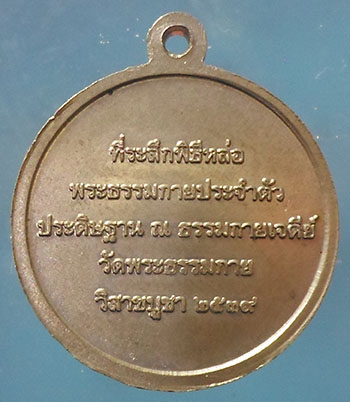 ที่ระลึกพิธีหล่อ
พระธรรมกายประจำตัว
ประดิษฐาน ณ ธรรมกายเจดีย์
วัดพระธรรมกาย
วิสาขบูชา ๒๕๓๙